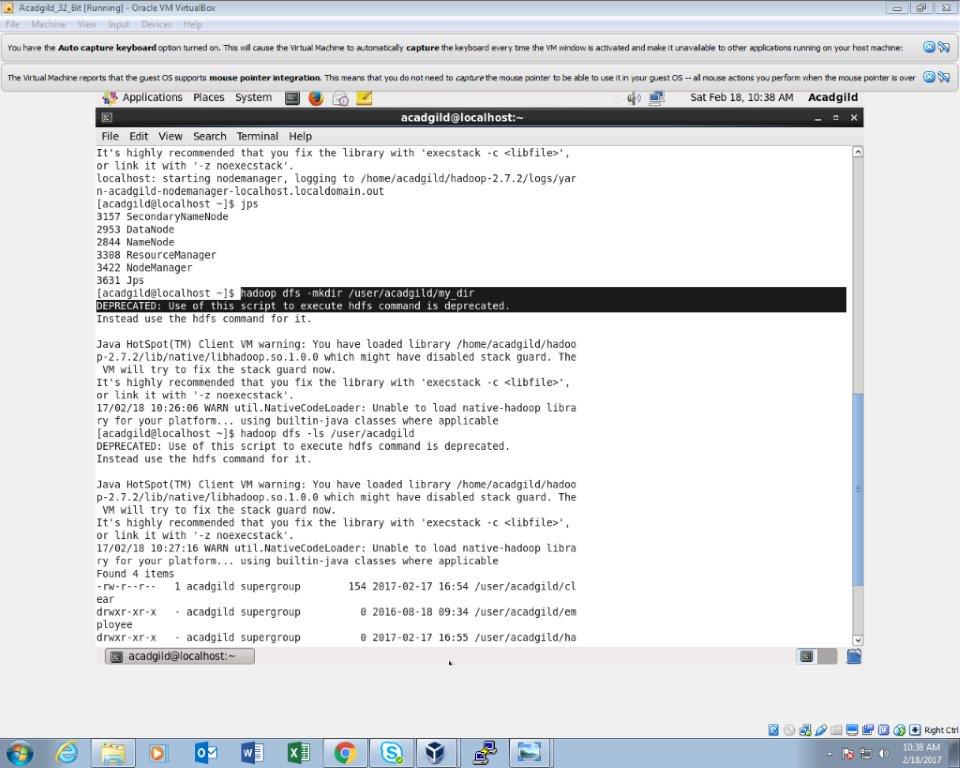 Acadgild_32_Bit [Running] - Oracle VM VirtualBox
File Machine View Input Devices Help
You have the Auto capture keyboard option turned on. This will cause the Virtual Machine to automatically capture the keyboard every time the VM window is activated and make it unavailable to other applications running on your host machine:
The Virtual Machine reports that the guest OS supports mouse pointer integration. This means that you do not need to capture the mouse pointer to be able to use it in your guest OS -- all mouse actions you perform when the mouse pointer is over
Applications Places System Sat Feb 18, 10:38 AM Acadgild
acadgild@localhost:~
File Edit View Search Terminal Help
It's highly recommended that you fix the library with 'execstack -c <libfile>',
or link it with '-z noexecstack'.
localhost: starting nodemanager, logging to /home/acadgild/hadoop-2.7.2/logs/yar
n-acadgild-nodemanager-localhost.localdomain.out
[acadgild@localhost ~]$ jps
3157 SecondaryNameNode
2953 DataNode
2844 NameNode
3308 ResourceManager
3422 NodeManager
3631 Jps
[acadgild@localhost ~]$ hadoop dfs -mkdir /user/acadgild/my_dir
DEPRECATED: Use of this script to execute hdfs command is deprecated.
Instead use the hdfs command for it.
Java HotSpot(TM) Client VM warning: You have loaded library /home/acadgild/hadoo
p-2.7.2/lib/native/libhadoop.so.1.0.0 which might have disabled stack guard. The
VM will try to fix the stack guard now.
It's highly recommended that you fix the library with 'execstack -c <libfile>',
or link it with '-z noexecstack'.
17/02/18 10:26:06 WARN util.NativeCodeLoader: Unable to load native-hadoop libra
ry for your platform... using builtin-java classes where applicable
[acadgild@localhost ~]$ hadoop dfs -ls /user/acadgild
DEPRECATED: Use of this script to execute hdfs command is deprecated.
Instead use the hdfs command for it.
Java HotSpot(TM) Client VM warning: You have loaded library /home/acadgild/hadoo
p-2.7.2/lib/native/libhadoop.so.1.0.0 which might have disabled stack guard. The
VM will try to fix the stack guard now.
It's highly recommended that you fix the library with 'execstack -c <libfile>',
or link it with '-z noexecstack'.
17/02/18 10:27:16 WARN util.NativeCodeLoader: Unable to load native-hadoop libra
ry for your platform... using builtin-java classes where applicable
Found 4 items
-rw-r--r-- 1 acadgild supergroup 154 2017-02-17 16:54 /user/acadgild/cl
ear
drwxr-xr-x - acadgild supergroup 0 2016-08-18 09:34 /user/acadgild/em
ployee
drwxr-xr-x - acadgild supergroup 0 2017-02-17 16:55 /user/acadgild/ha
acadgild@localhost:~
Right Ctrl
10:38 AM
2/18/2017